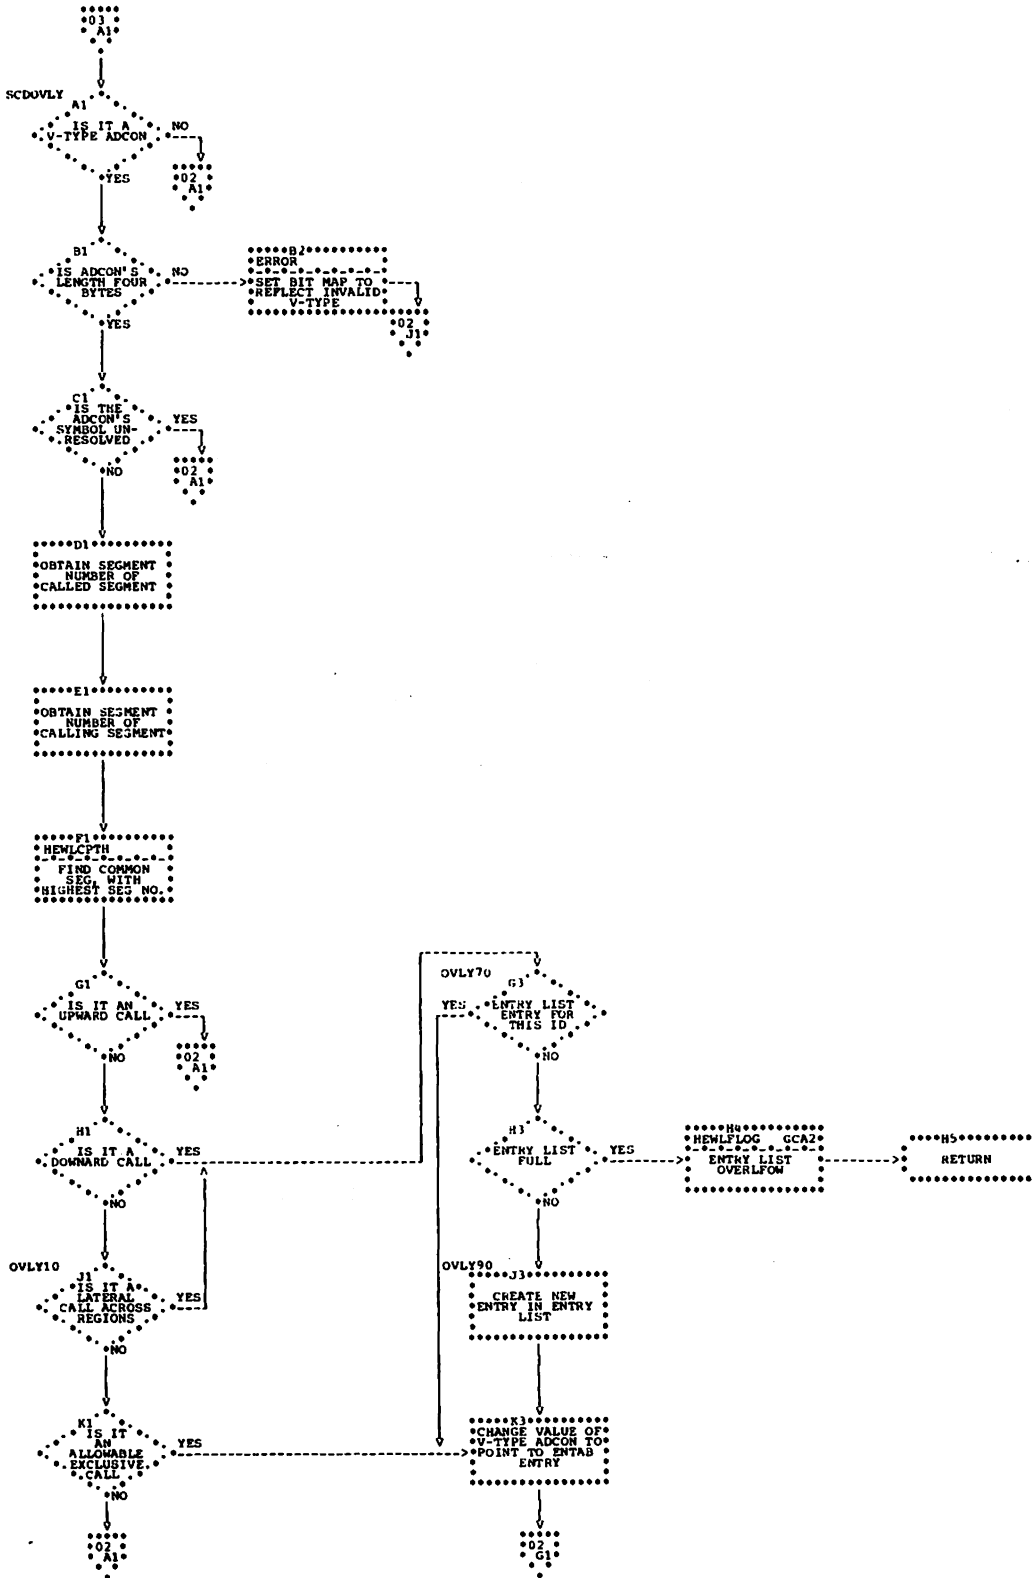 03
A1
SCDOVLY
A1
IS IT A
V-TYPE ADCON
NO
02
A1
YES
B1
IS ADCON'S
LENGTH FOUR
BYTES
NO
B2
ERROR
SET BIT MAP TO
REFLECT INVALID
V-TYPE
02
J1
YES
C1
IS THE
ADCON'S
SYMBOL UN-
RESOLVED
YES
02
A1
NO
D1
OBTAIN SEGMENT
NUMBER OF
CALLED SEGMENT
E1
OBTAIN SEGMENT
NUMBER OF
CALLING SEGMENT
F1
HEWLCPTH
FIND COMMON
SEG, WITH
HIGHEST SEG NO.
G1
IS IT AN
UPWARD CALL
YES
02
A1
NO
OVLY70
G3
YES
ENTRY LIST
ENTRY FOR
THIS ID
NO
H1
IS IT A
DOWNWARD CALL
YES
NO
H3
ENTRY LIST
FULL
YES
NO
H4
HEWLFLOG GCA2
ENTRY LIST
OVERLFOW
H5
RETURN
OVLY10
J1
IS IT A
LATERAL
CALL ACROSS
REGIONS
YES
NO
OVLY90
J3
CREATE NEW
ENTRY IN ENTRY
LIST
K1
IS IT
AN
ALLOWABLE
EXCLUSIVE
CALL
YES
NO
K3
CHANGE VALUE OF
V-TYPE ADCON TO
POINT TO ENTAB
ENTRY
02
A1
02
G1